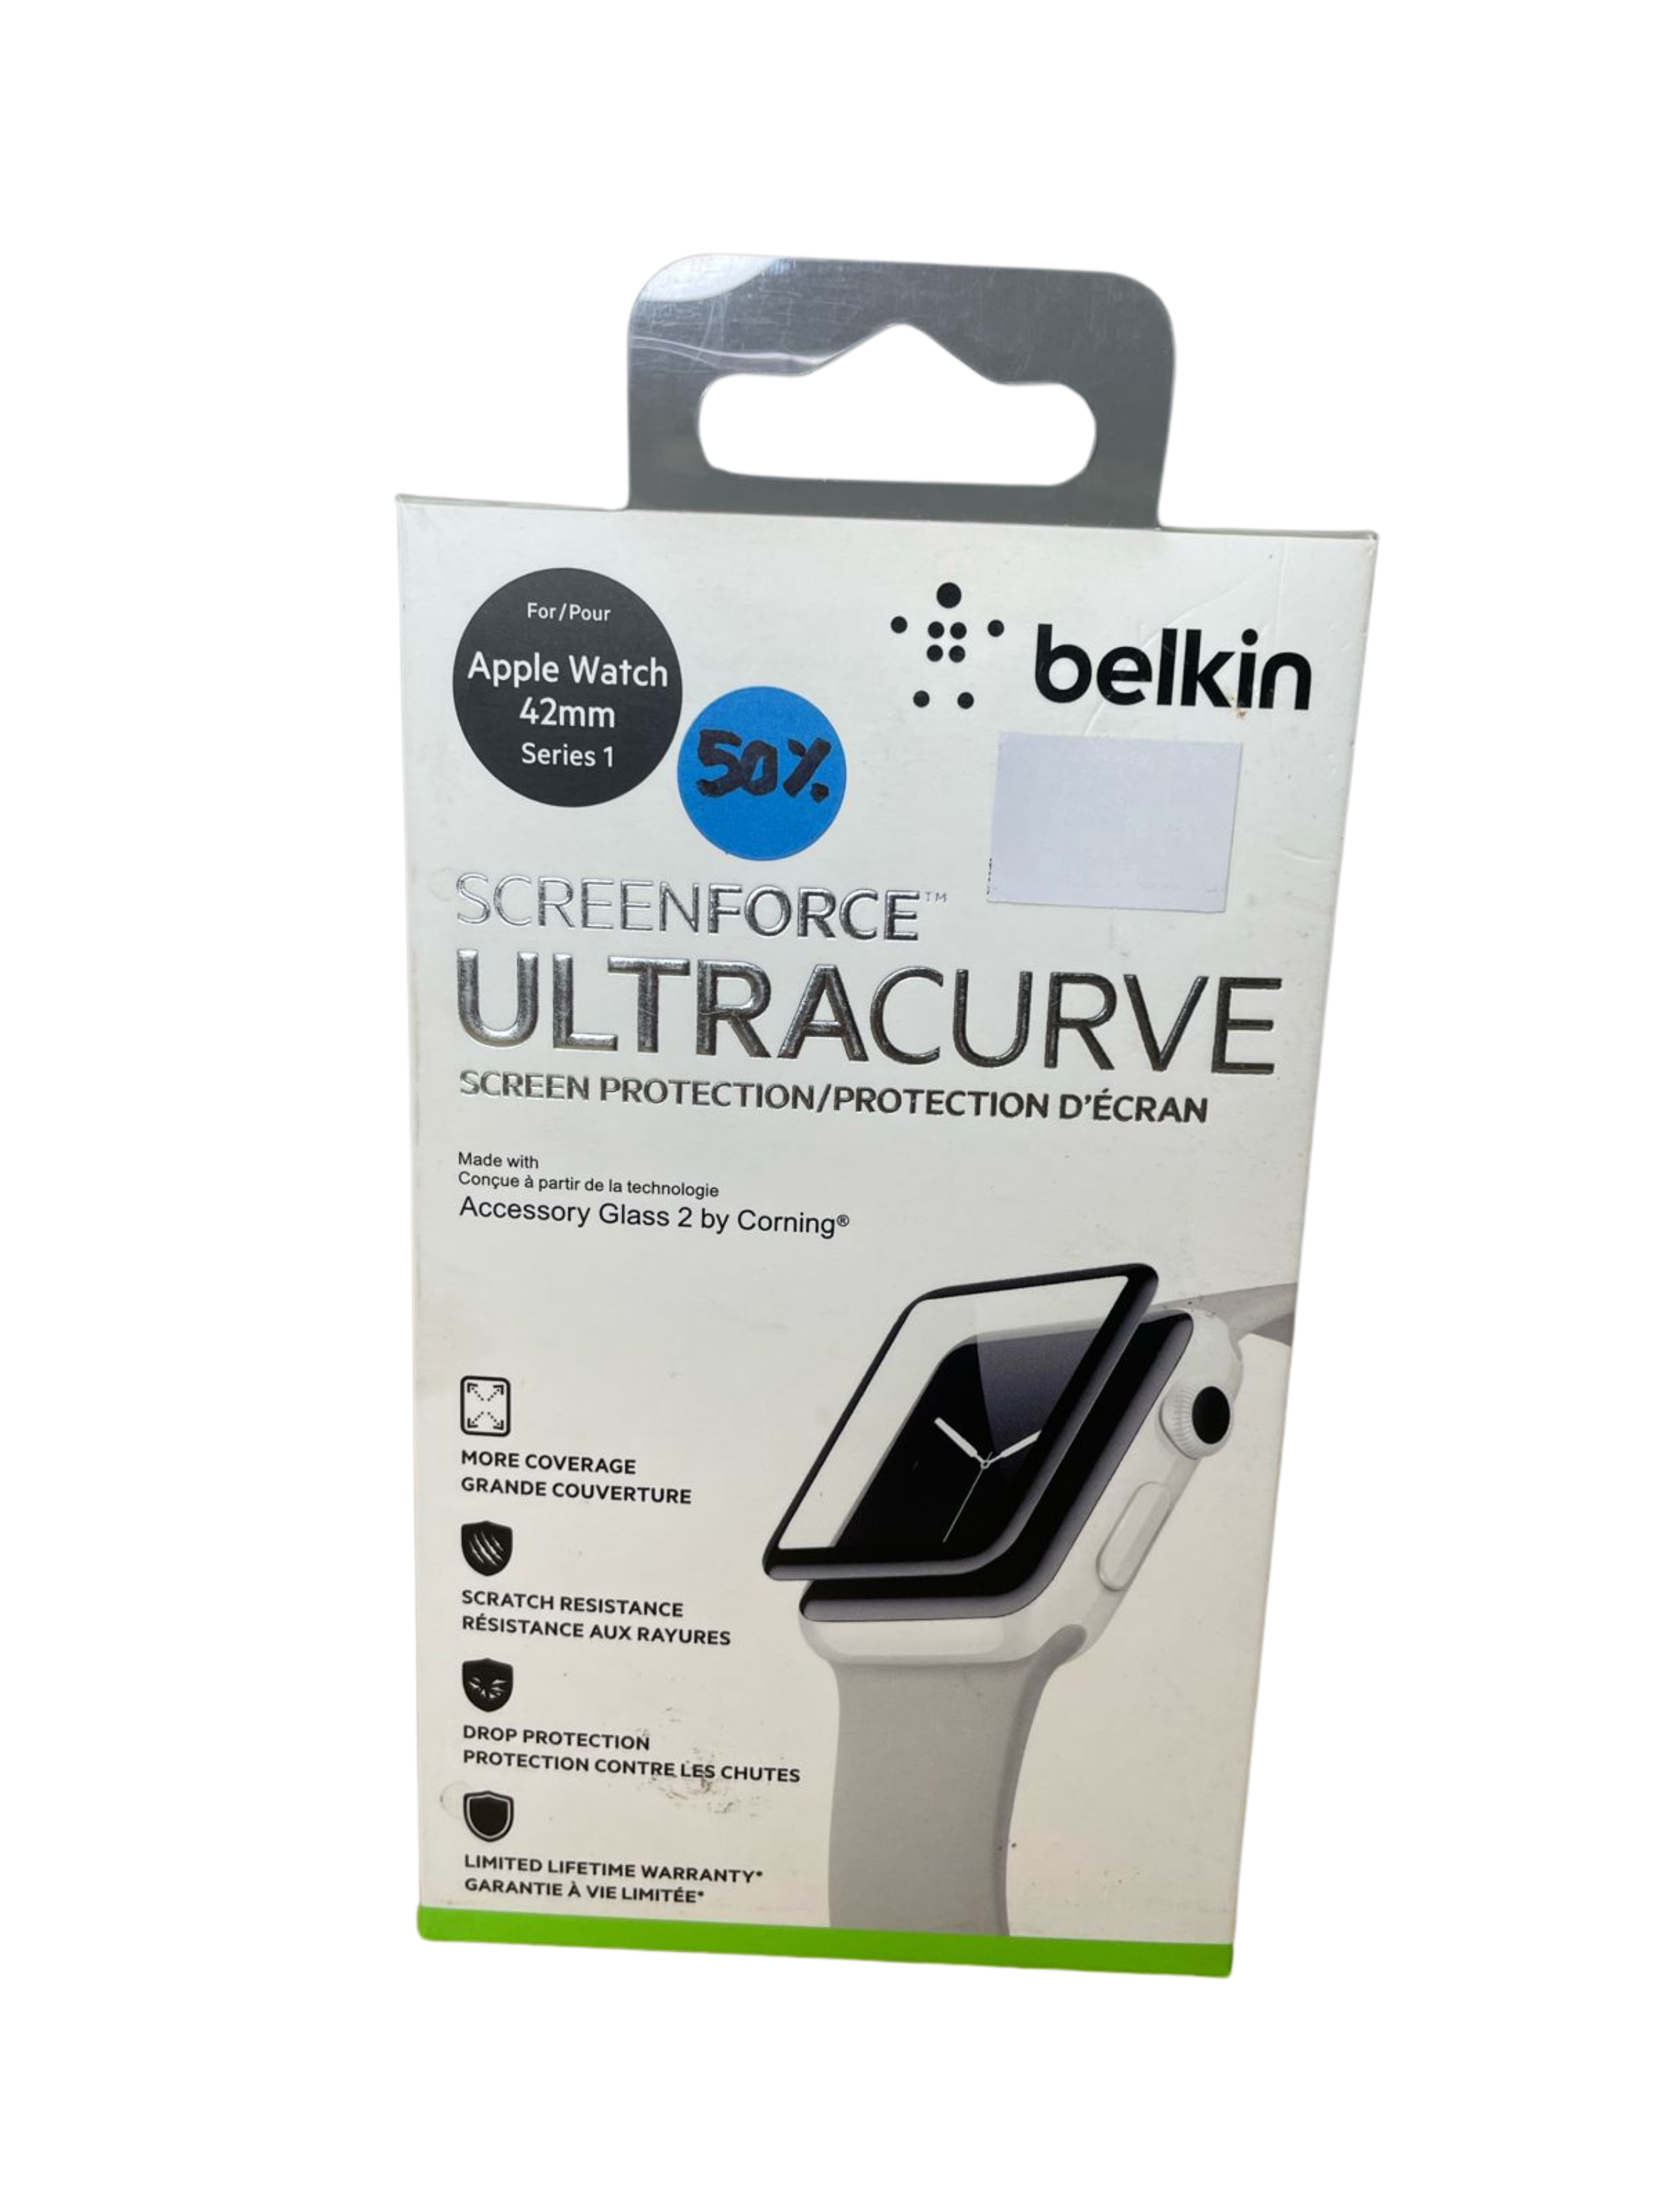 For/Pour
Apple Watch
42mm
Series 1
belkin
50%
SCREENFORCE™
ULTRACURVE
SCREEN PROTECTION/PROTECTION D'ÉCRAN
Made with
Conçue à partir de la technologie
Accessory Glass 2 by Corning®
MORE COVERAGE
GRANDE COUVERTURE
SCRATCH RESISTANCE
RÉSISTANCE AUX RAYURES
DROP PROTECTION
PROTECTION CONTRE LES CHUTES
LIMITED LIFETIME WARRANTY*
GARANTIE À VIE LIMITÉE*